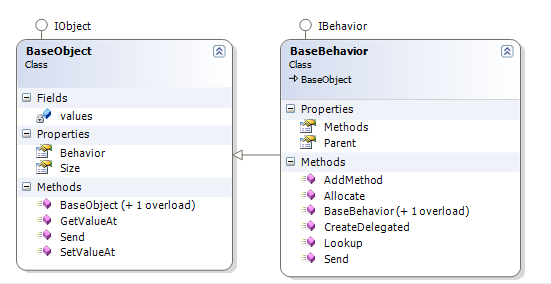 IObject
BaseObject
Class
Fields
values
Properties
Behavior
Size
Methods
BaseObject (+ 1 overload)
GetValueAt
Send
SetValueAt
IBehavior
BaseBehavior
Class
BaseObject
Properties
Methods
Parent
Methods
AddMethod
Allocate
BaseBehavior (+ 1 overload)
CreateDelegated
Lookup
Send